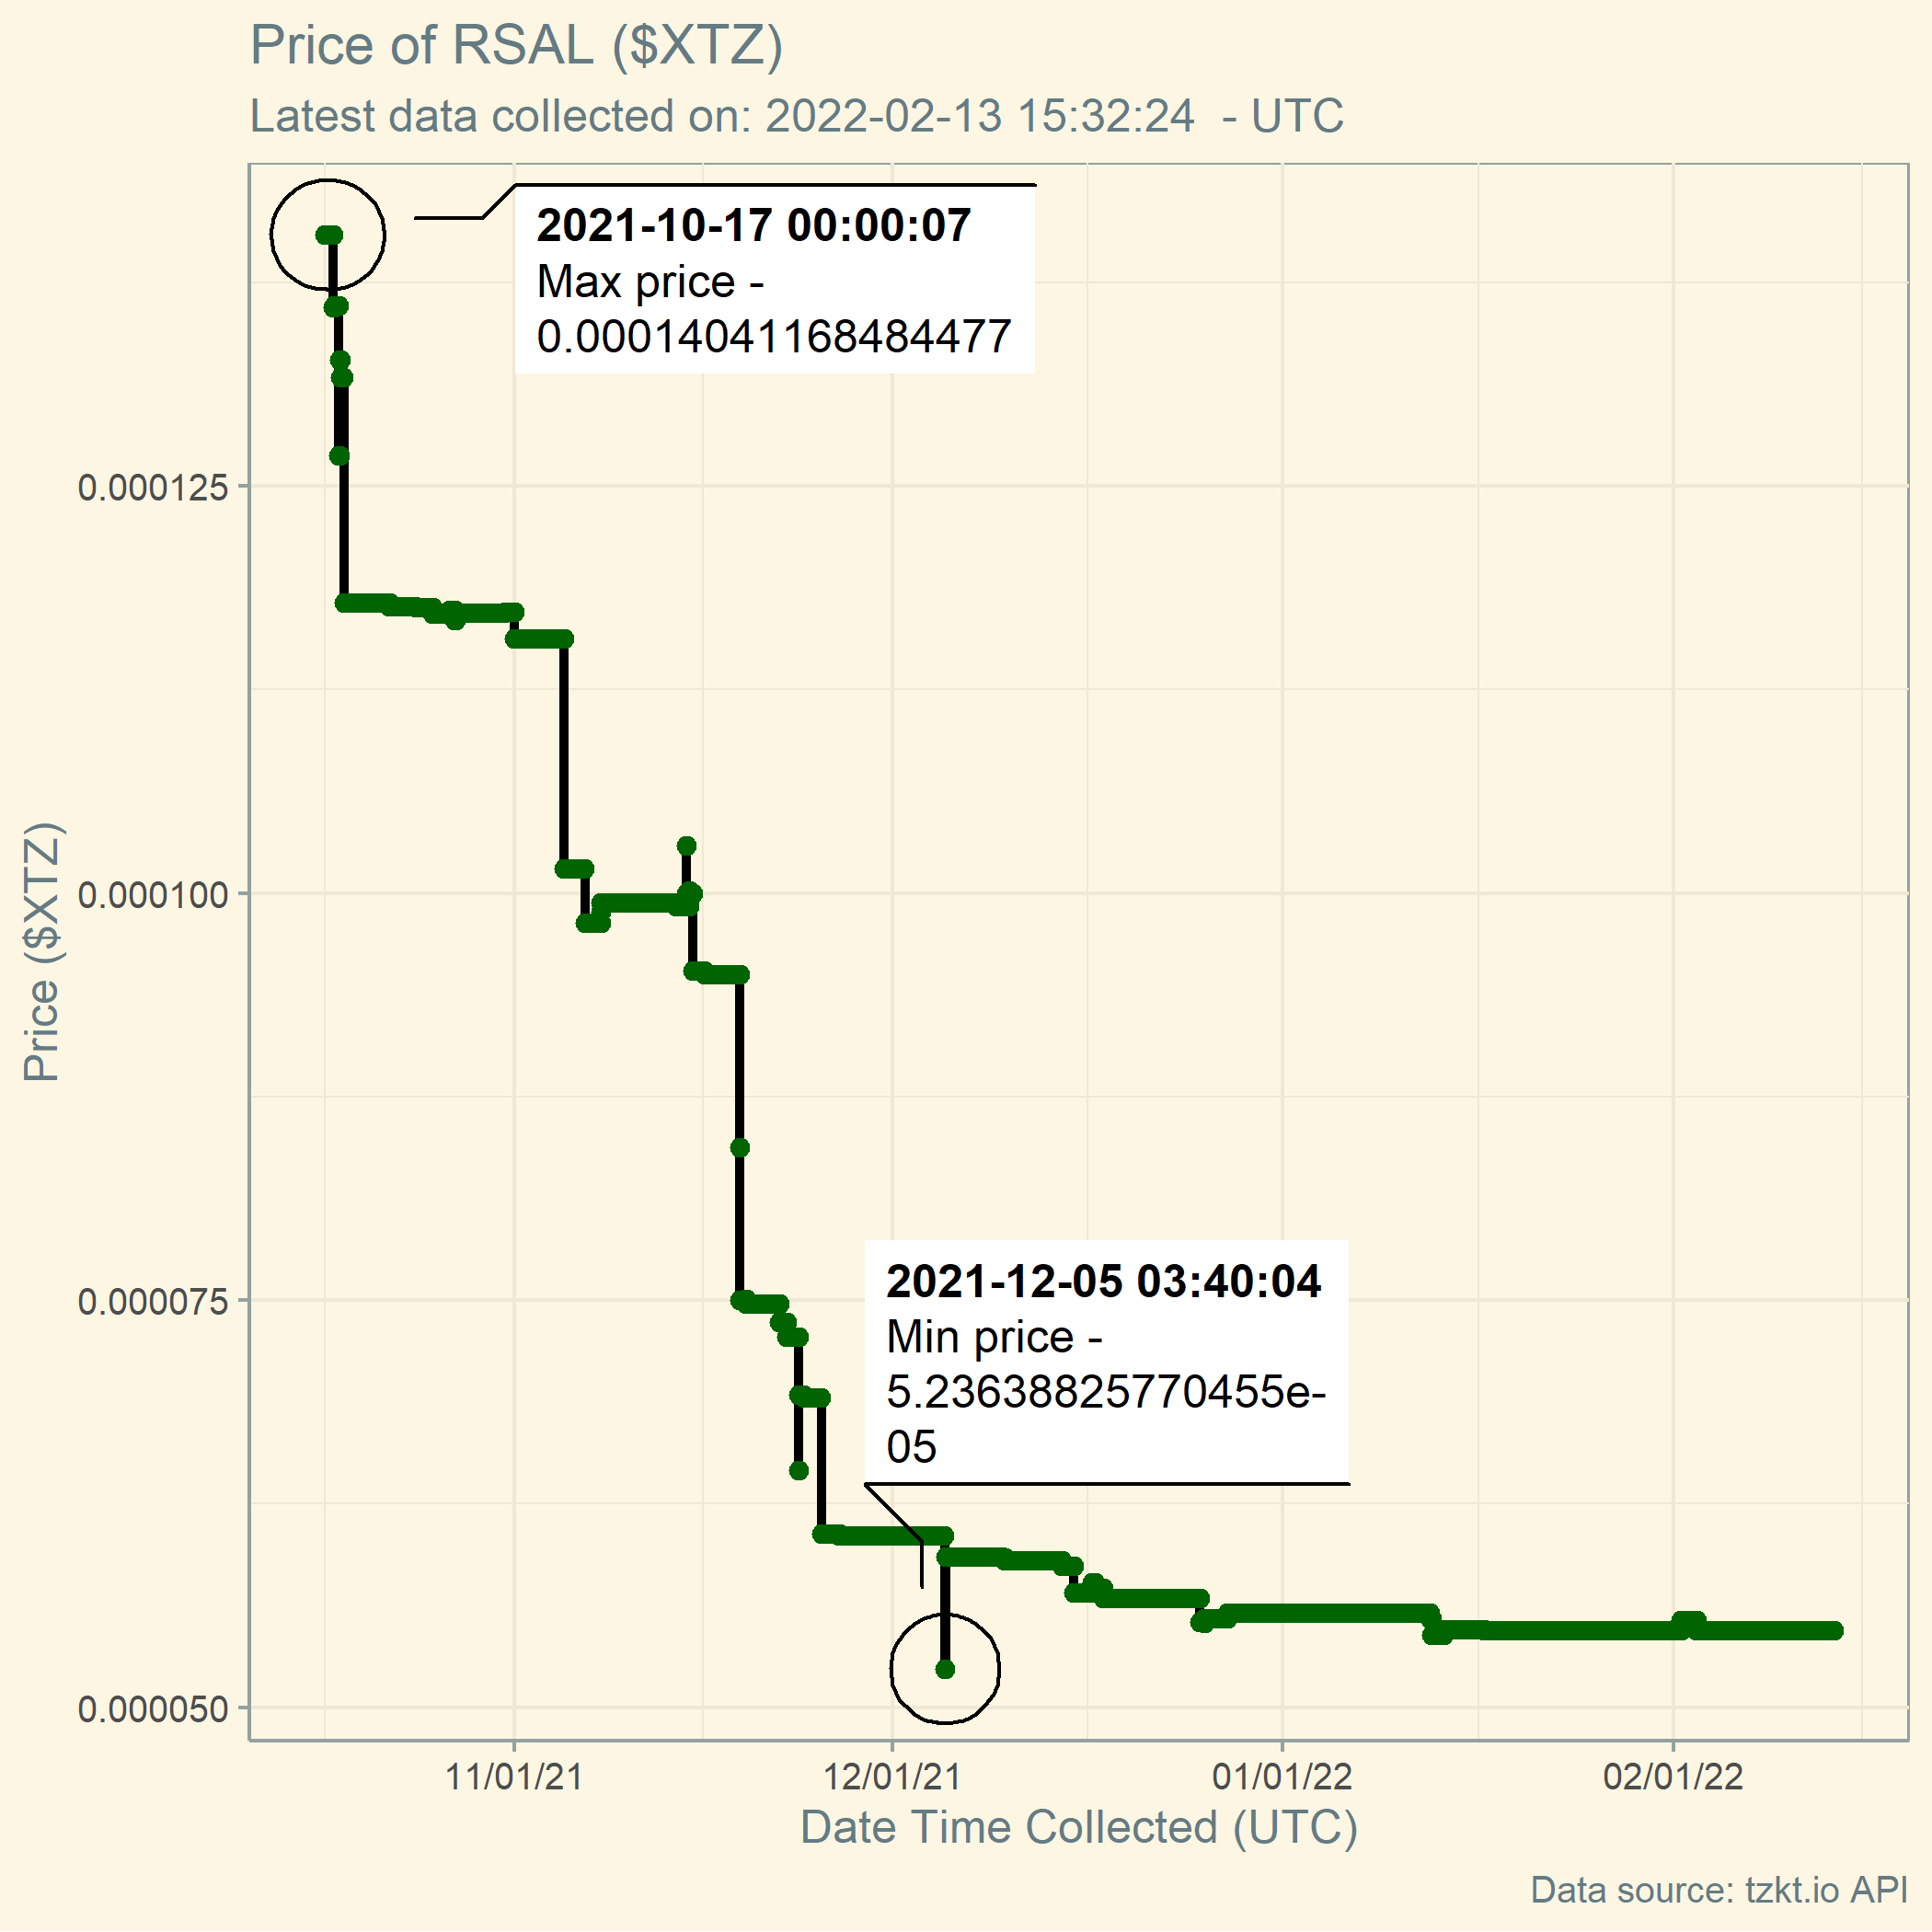 Price of RSAL ($XTZ)
Latest data collected on: 2022-02-13 15:32:24  - UTC
2021-10-17 00:00:07
Max price -
0.00014041168484477
0.000125
0.000100
0.000075
0.000050
Price ($XTZ)
2021-12-05 03:40:04
Min price -
5.23638825770455e-
05
11/01/21
12/01/21
01/01/22
02/01/22
Date Time Collected (UTC)
Data source: tzkt.io API